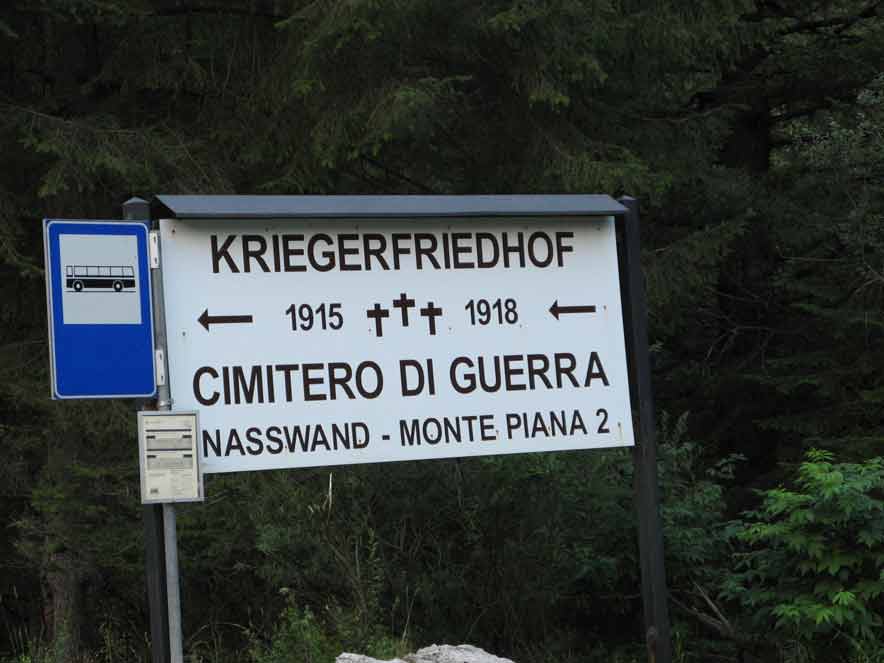 KRIEGERFRIEDHOF
← 1915 ✝✝✝ 1918 ←
CIMITERO DI GUERRA
NASSWAND - MONTE PIANA 2